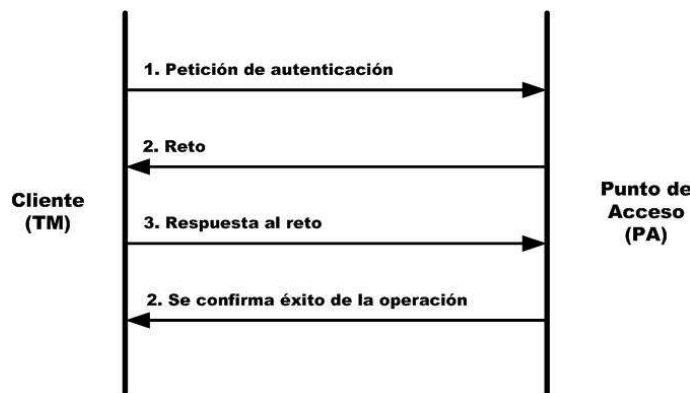 1. Petición de autenticación
2. Reto
Cliente
(TM)
3. Respuesta al reto
Punto de
Acceso
(PA)
2. Se confirma éxito de la operación